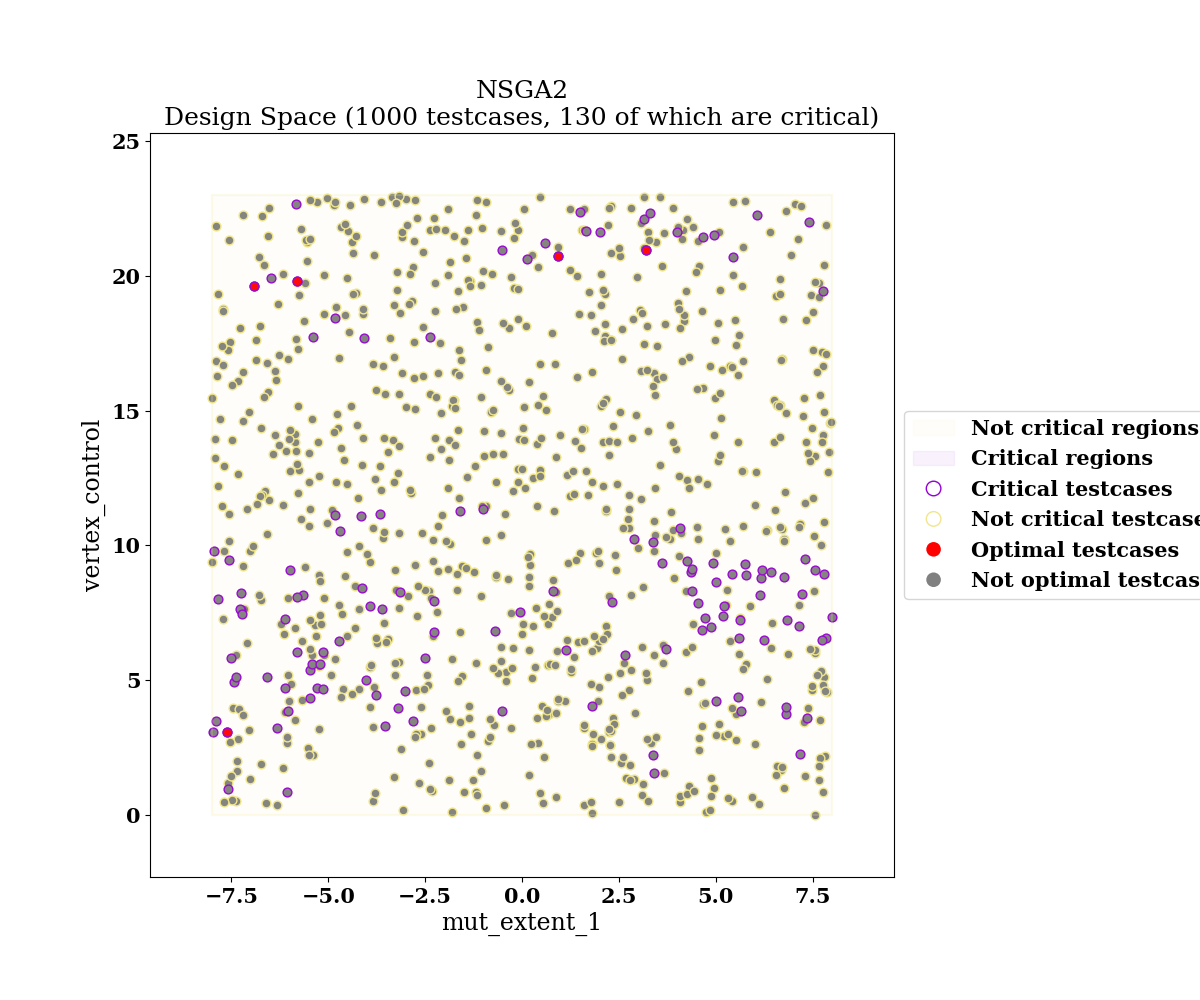 NSGA2
Design Space (1000 testcases, 130 of which are critical)
25
20
15
10
5
0
vertex_control
−7.5
−5.0
−2.5
0.0
2.5
5.0
7.5
mut_extent_1
Not critical regions
Critical regions
Critical testcases
Not critical testcase
Optimal testcases
Not optimal testcas